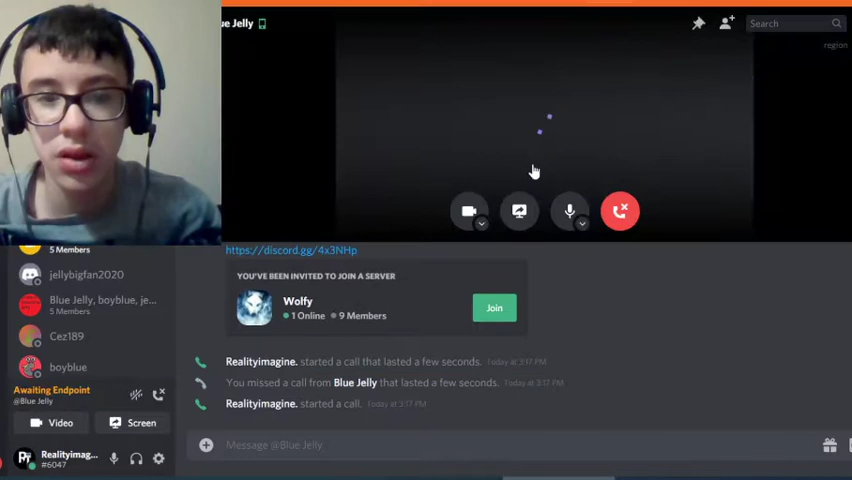 ue Jelly
Search
region
https://discord.gg/4x3NHp
YOU'VE BEEN INVITED TO JOIN A SERVER
Wolfy
1 Online 9 Members
Join
Realityimagine. started a call that lasted a few seconds. Today at 3:17 PM
You missed a call from Blue Jelly that lasted a few seconds. Today at 3:17 PM
Realityimagine. started a call. Today at 3:17 PM
Message @Blue Jelly
5 Members
jellybigfan2020
Blue Jelly, boyblue, je...
5 Members
Cez189
boyblue
Awaiting Endpoint
@Blue Jelly
Video
Screen
Realityimag...
#6047